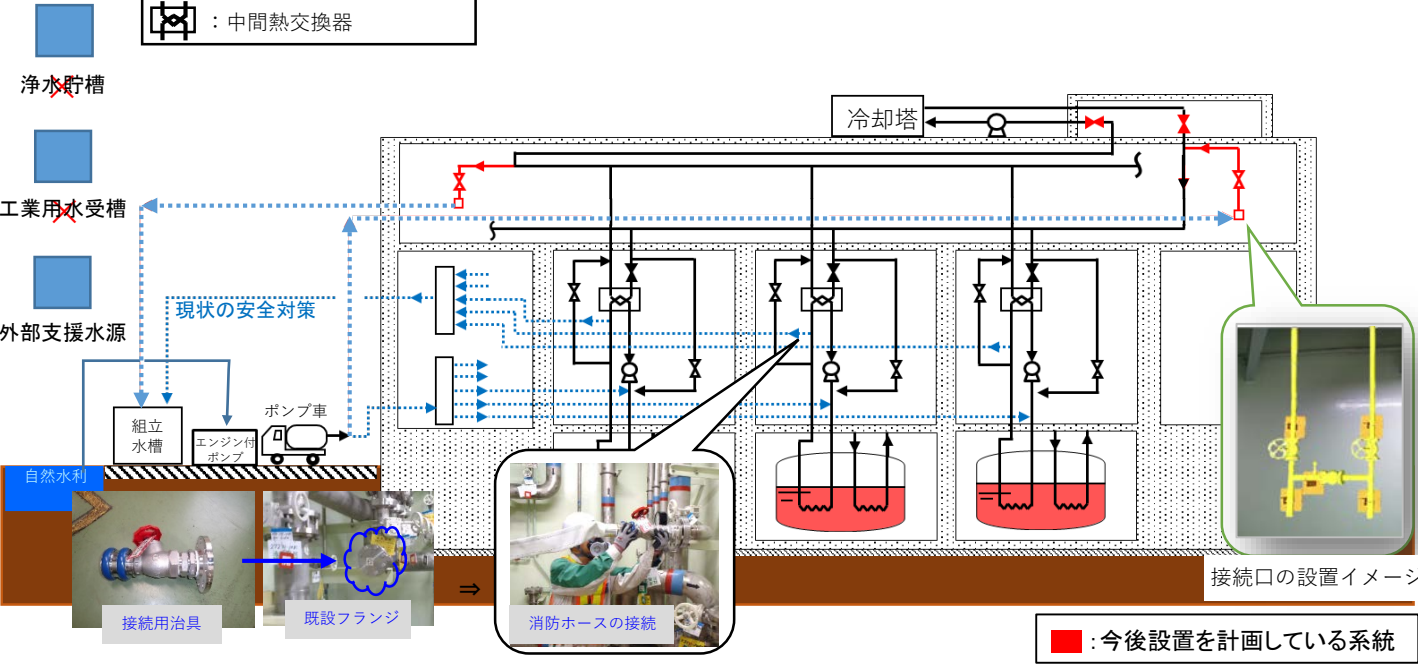 ：中間熱交換器
浄水貯槽
冷却塔
工業用水受槽
現状の安全対策
外部支援水源
ポンプ車
組立
水槽
エンジン付
ポンプ
自然水利
⇒
接続用治具
既設フランジ
消防ホースの接続
接続口の設置イメージ
：今後設置を計画している系統